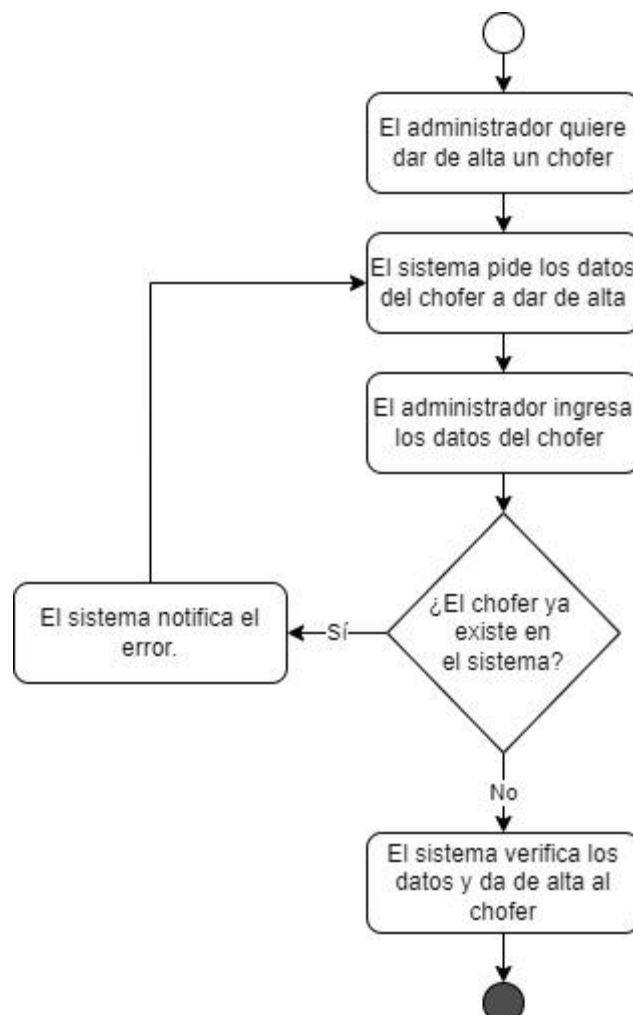 El administrador quiere
dar de alta un chofer
El sistema pide los datos
del chofer a dar de alta
El administrador ingresa
los datos del chofer
¿El chofer ya
existe en
el sistema?
Sí
El sistema notifica el
error.
No
El sistema verifica los
datos y da de alta al
chofer